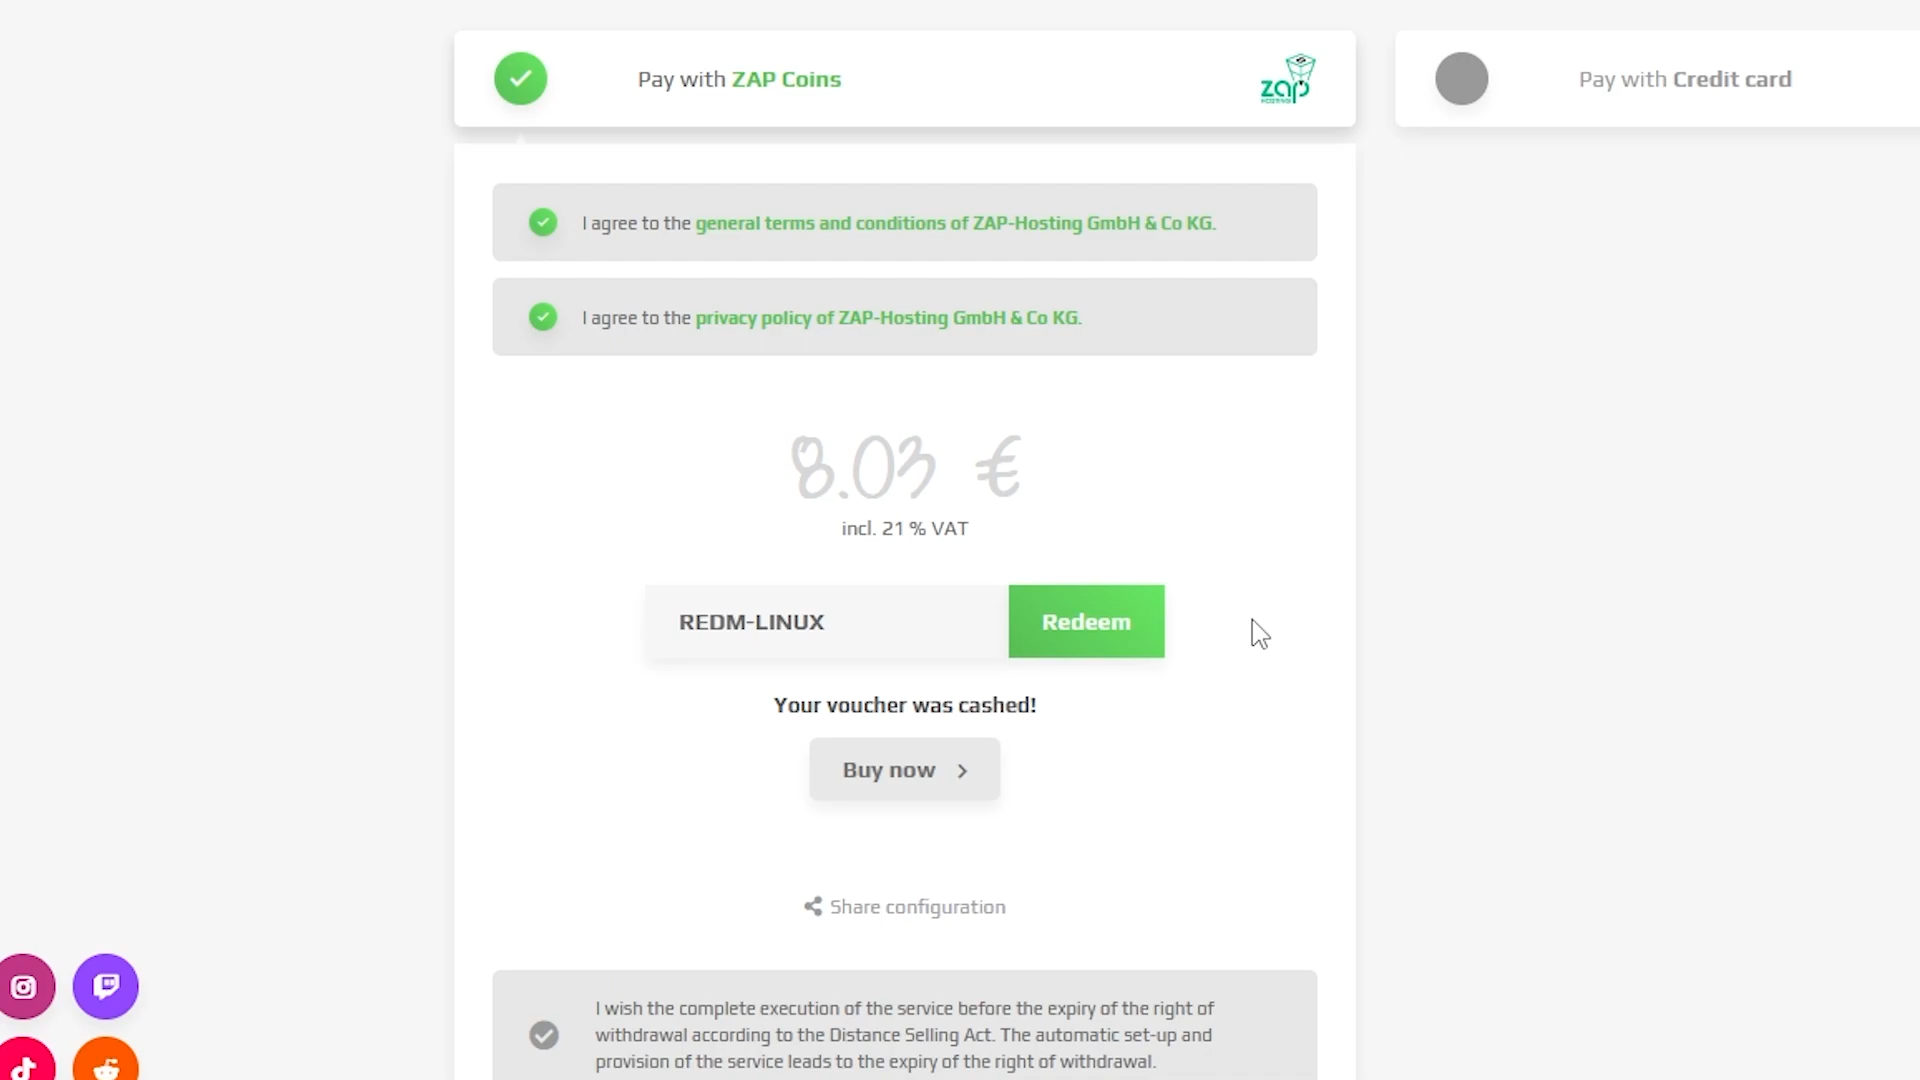 Pay with ZAP Coins
zap
HOSTING
Pay with Credit card
I agree to the general terms and conditions of ZAP-Hosting GmbH & Co KG.
I agree to the privacy policy of ZAP-Hosting GmbH & Co KG.
8.03 €
incl. 21 % VAT
REDM-LINUX
Redeem
Your voucher was cashed!
Buy now
Share configuration
I wish the complete execution of the service before the expiry of the right of
withdrawal according to the Distance Selling Act. The automatic set-up and
provision of the service leads to the expiry of the right of withdrawal.